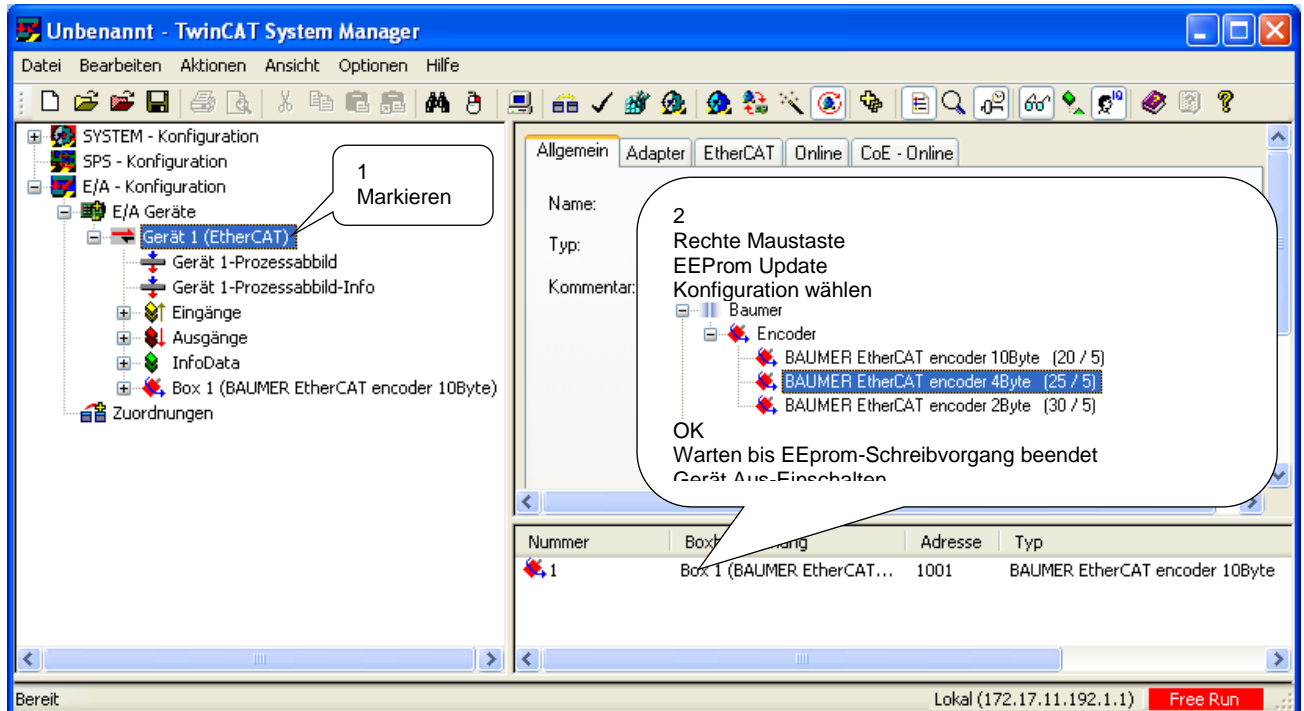 Unbenannt - TwinCAT System Manager
Datei Bearbeiten Aktionen Ansicht Optionen Hilfe
SYSTEM - Konfiguration
SPS - Konfiguration
E/A - Konfiguration
E/A Geräte
Gerät 1 (EtherCAT)
Gerät 1-Prozessabbild
Gerät 1-Prozessabbild-Info
Eingänge
Ausgänge
InfoData
Box 1 (BAUMER EtherCAT encoder 10Byte)
Zuordnungen
1
Markieren
Allgemein Adapter EtherCAT Online CoE - Online
Name:
Typ:
Kommentar:
2
Rechte Maustaste
EEProm Update
Konfiguration wählen
Baumer
Encoder
BAUMER EtherCAT encoder 10Byte (20 / 5)
BAUMER EtherCAT encoder 4Byte (25 / 5)
BAUMER EtherCAT encoder 2Byte (30 / 5)
OK
Warten bis EEprom-Schreibvorgang beendet
Gerät Aus-Einschalten
Nummer Adresse Typ
1 Box 1 (BAUMER EtherCAT... 1001 BAUMER EtherCAT encoder 10Byte
Bereit Lokal (172.17.11.192.1.1) Free Run